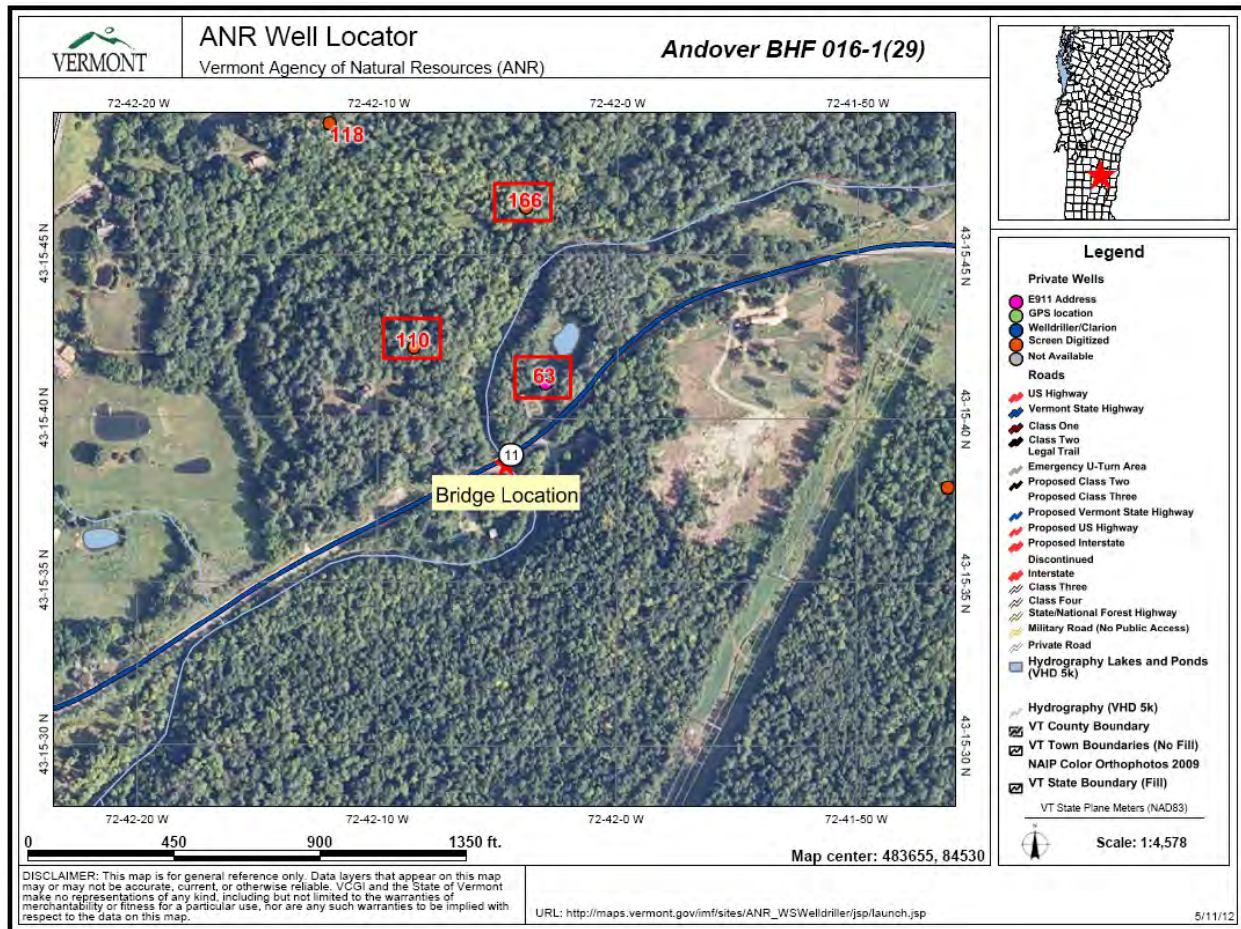 VERMONT
ANR Well Locator
Vermont Agency of Natural Resources (ANR)
Andover BHF 016-1(29)
72-42-20 W
72-42-10 W
72-42-0 W
72-41-50 W
118
166
43-15-45 N
43-15-45 N
110
63
43-15-40 N
43-15-40 N
11
Bridge Location
43-15-35 N
43-15-35 N
43-15-30 N
43-15-30 N
72-42-20 W
72-42-10 W
72-42-0 W
72-41-50 W
0
450
900
1350 ft.
Map center: 483655, 84530
Legend
Private Wells
E911 Address
GPS location
Welldriller/Clarion
Screen Digitized
Not Available
Roads
US Highway
Vermont State Highway
Class One
Class Two
Legal Trail
Emergency U-Turn Area
Proposed Class Two
Proposed Class Three
Proposed Vermont State Highway
Proposed US Highway
Proposed Interstate
Discontinued
Interstate
Class Three
Class Four
State/National Forest Highway
Military Road (No Public Access)
Private Road
Hydrography Lakes and Ponds
(VHD 5k)
Hydrography (VHD 5k)
VT County Boundary
VT Town Boundaries (No Fill)
NAIP Color Orthophotos 2009
VT State Boundary (Fill)
VT State Plane Meters (NAD83)
N
Scale: 1:4,578
DISCLAIMER: This map is for general reference only. Data layers that appear on this map
may or may not be accurate, current, or otherwise reliable. VCGI and the State of Vermont
make no representations of any kind, including but not limited to the warranties of
merchantability or fitness for a particular use, nor are any such warranties to be implied with
respect to the data on this map.
URL: http://maps.vermont.gov/imf/sites/ANR_WSWelldriller/jsp/launch.jsp
5/11/12